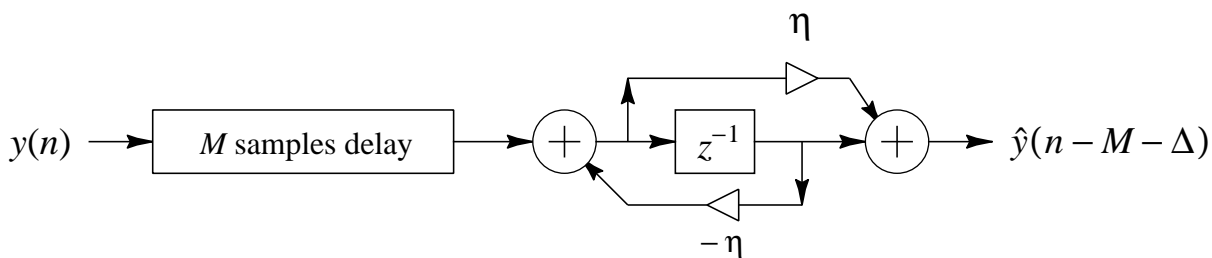 η
y(n)
M samples delay
+
z⁻¹
+
ŷ(n − M − Δ)
− η